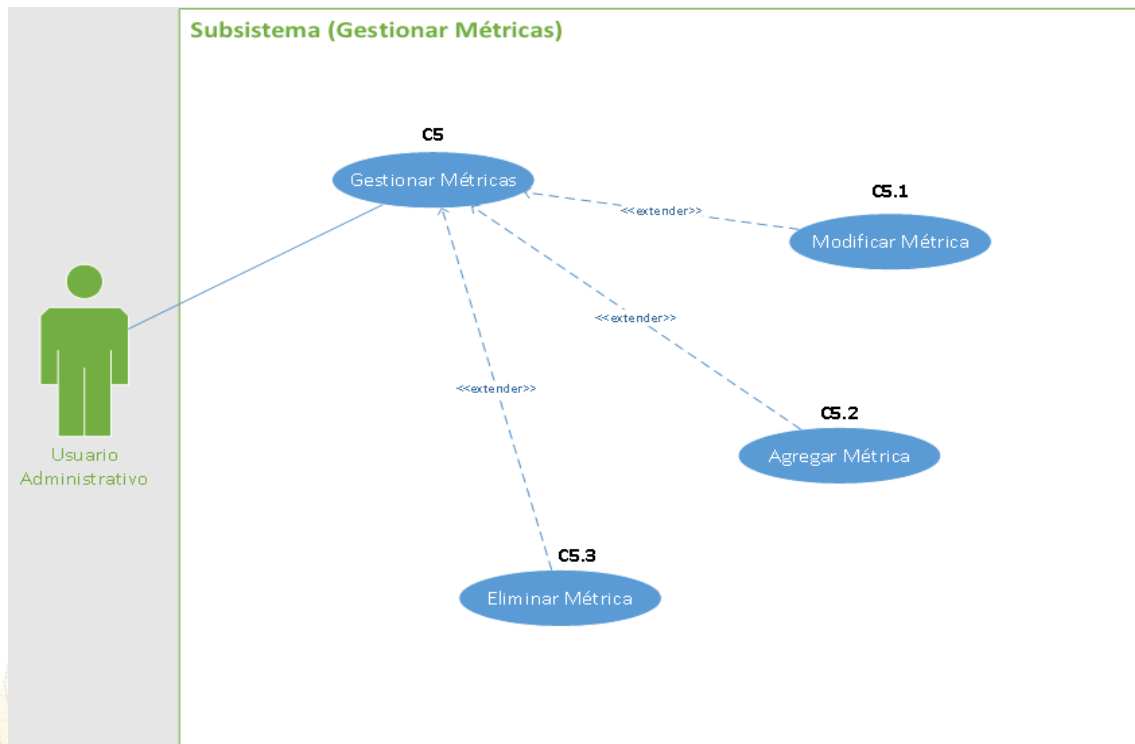 Subsistema (Gestionar Métricas)
C5
Gestionar Métricas
C5.1
<<extender>>
Modificar Métrica
<<extender>>
<<extender>>
C5.2
Agregar Métrica
Usuario
Administrativo
C5.3
Eliminar Métrica